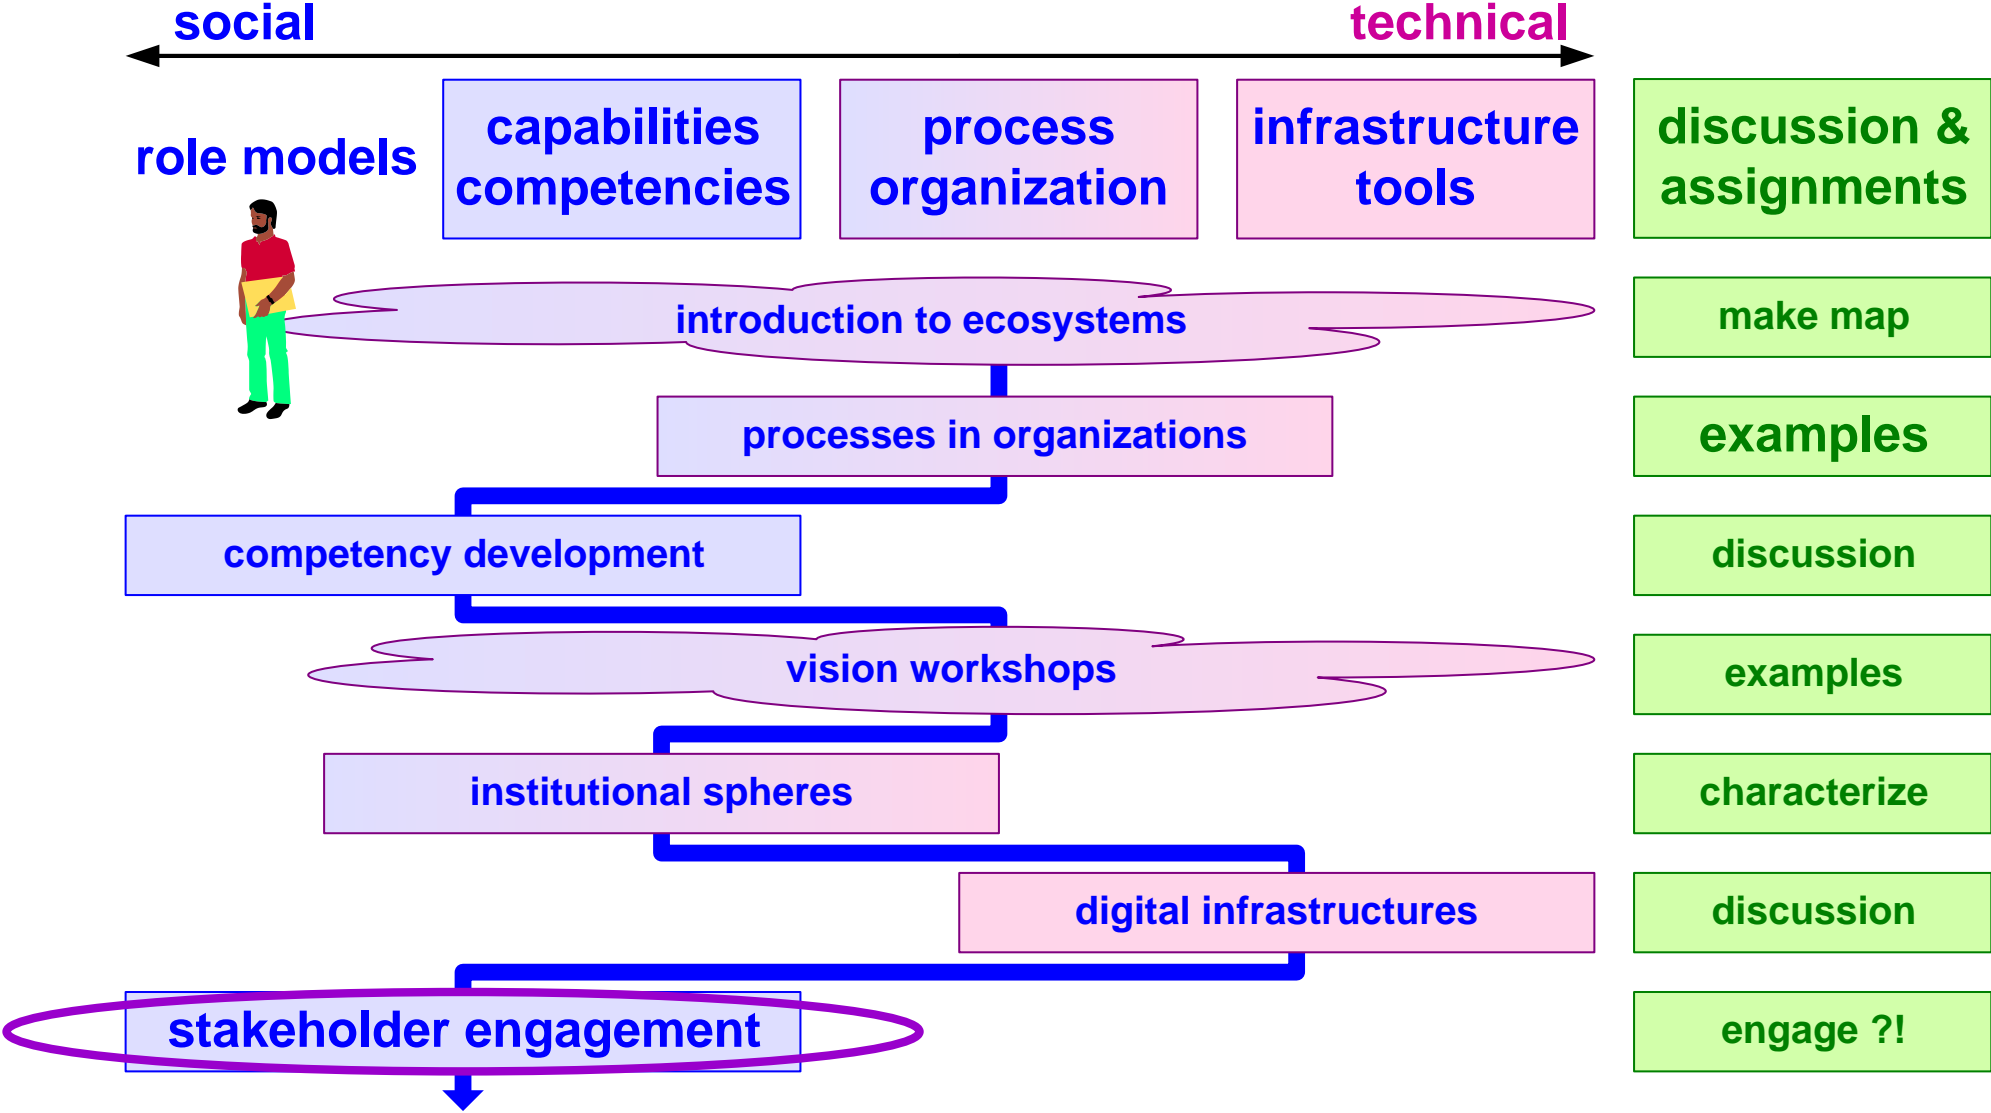 social
technical
role models
capabilities
competencies
process
organization
infrastructure
tools
discussion &
assignments
introduction to ecosystems
make map
processes in organizations
examples
competency development
discussion
vision workshops
examples
institutional spheres
characterize
digital infrastructures
discussion
stakeholder engagement
engage ?!